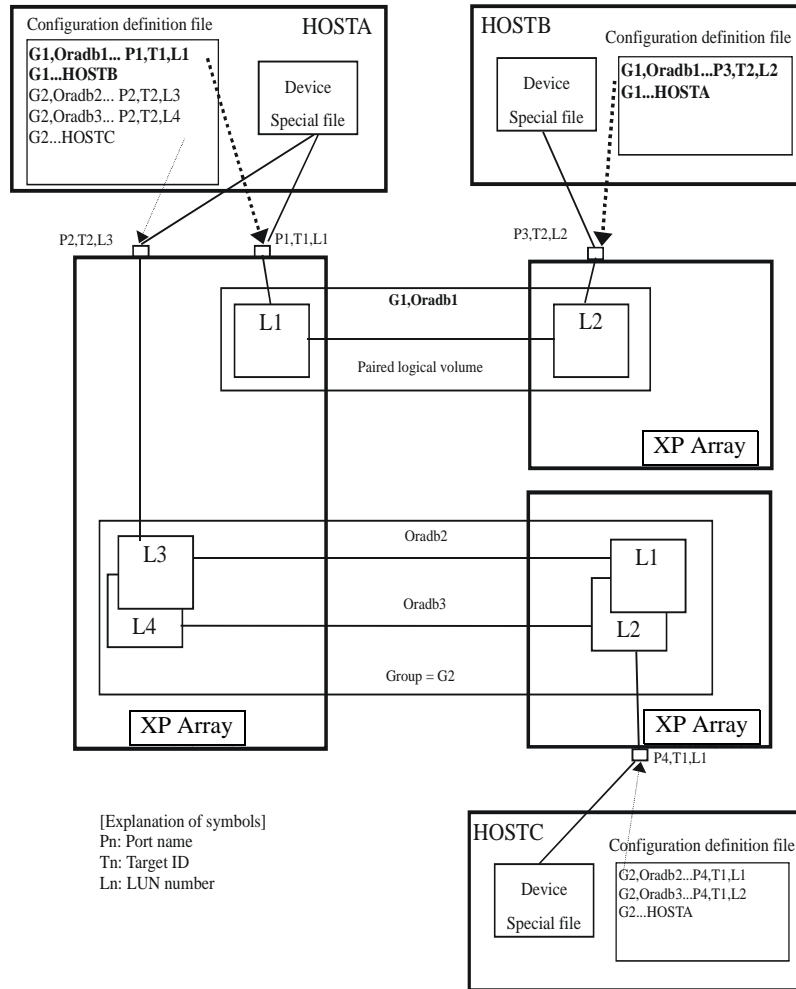 HOSTA
Configuration definition file
G1,Oradb1... P1,T1,L1
G1...HOSTB
G2,Oradb2... P2,T2,L3
G2,Oradb3... P2,T2,L4
G2...HOSTC
Device
Special file
HOSTB
Configuration definition file
G1,Oradb1...P3,T2,L2
G1...HOSTA
Device
Special file
P2,T2,L3
P1,T1,L1
P3,T2,L2
G1,Oradb1
L1
L2
Paired logical volume
XP Array
Oradb2
L3
L1
Oradb3
L4
L2
Group = G2
XP Array
XP Array
P4,T1,L1
[Explanation of symbols]
Pn: Port name
Tn: Target ID
Ln: LUN number
HOSTC
Configuration definition file
G2,Oradb2...P4,T1,L1
G2,Oradb3...P4,T1,L2
G2...HOSTA
Device
Special file